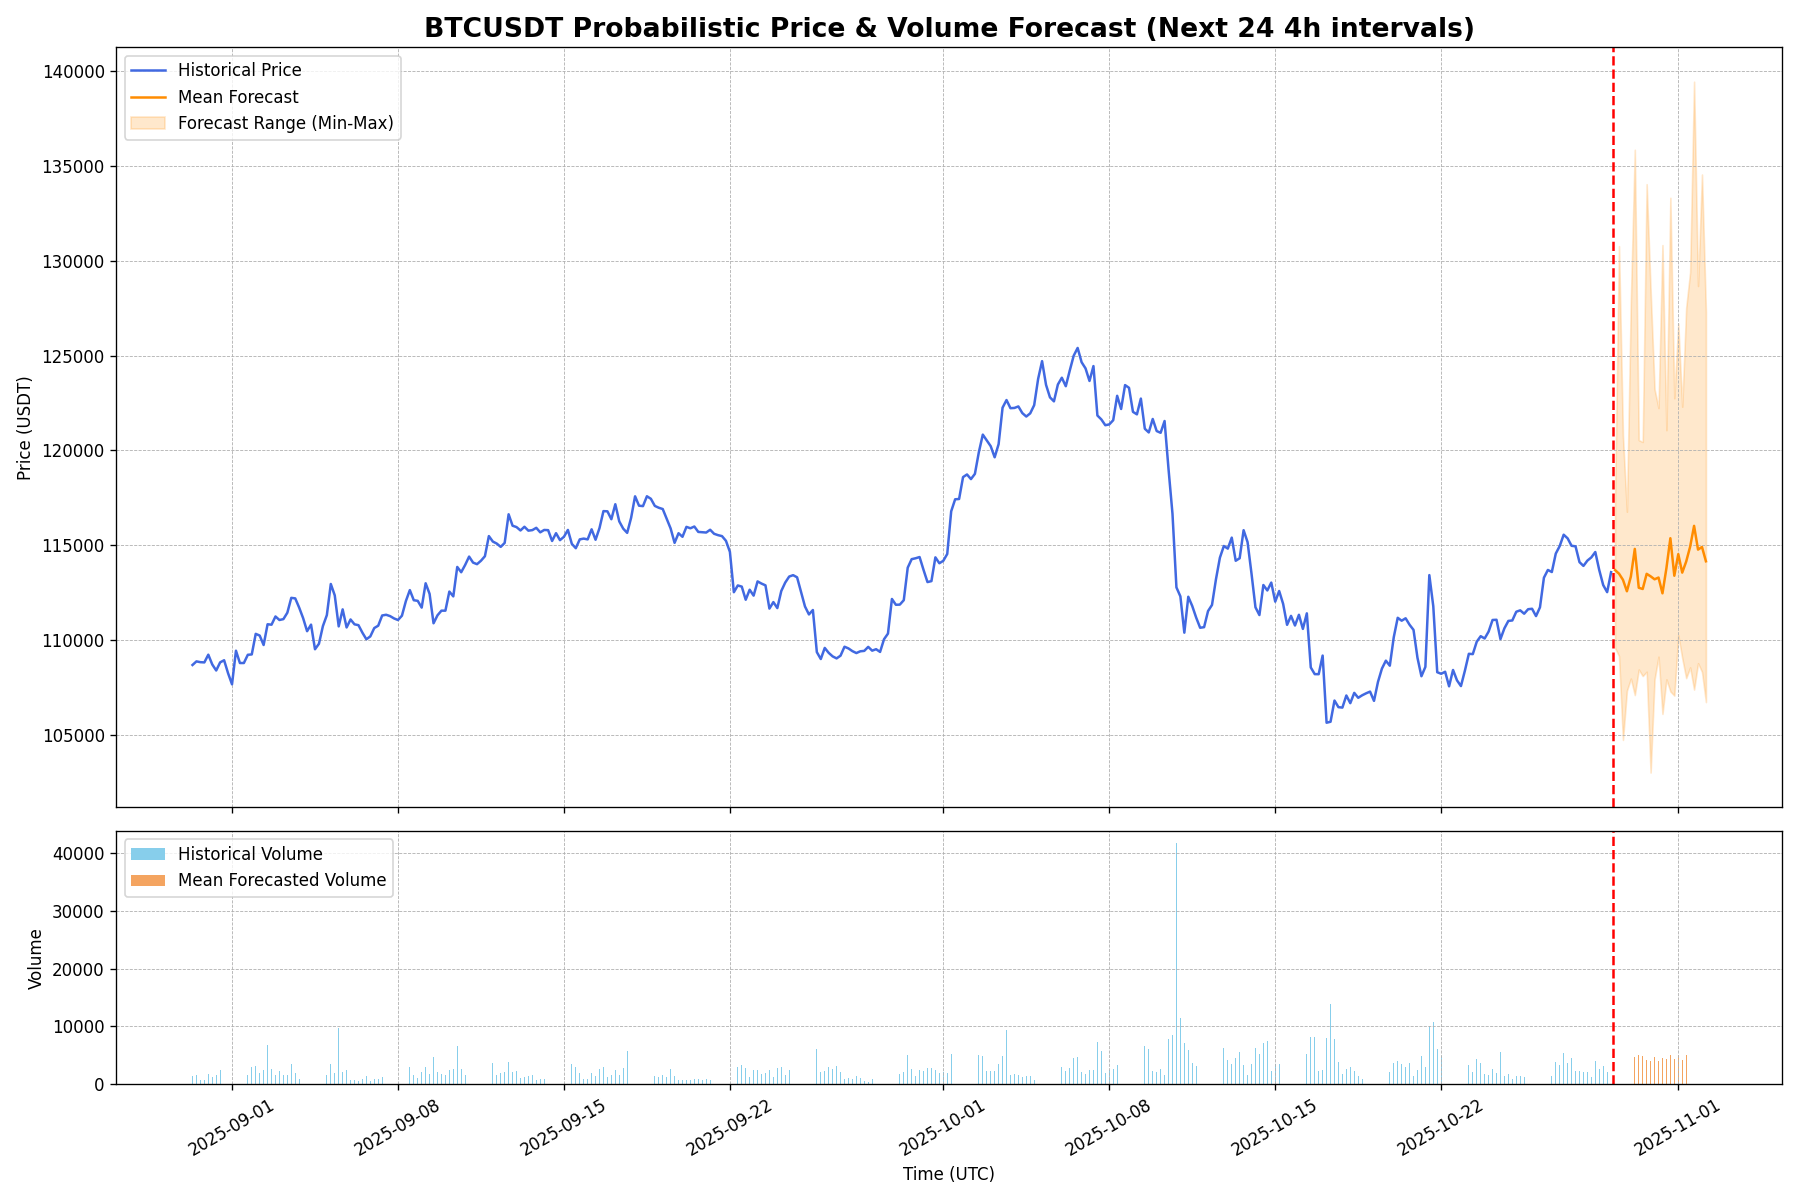 BTCUSDT Probabilistic Price & Volume Forecast (Next 24 4h intervals)
Historical Price
Mean Forecast
Forecast Range (Min-Max)
140000
135000
130000
125000
120000
115000
110000
105000
Price (USDT)
Historical Volume
Mean Forecasted Volume
40000
30000
20000
10000
0
Volume
2025-09-01
2025-09-08
2025-09-15
2025-09-22
2025-10-01
2025-10-08
2025-10-15
2025-10-22
2025-11-01
Time (UTC)